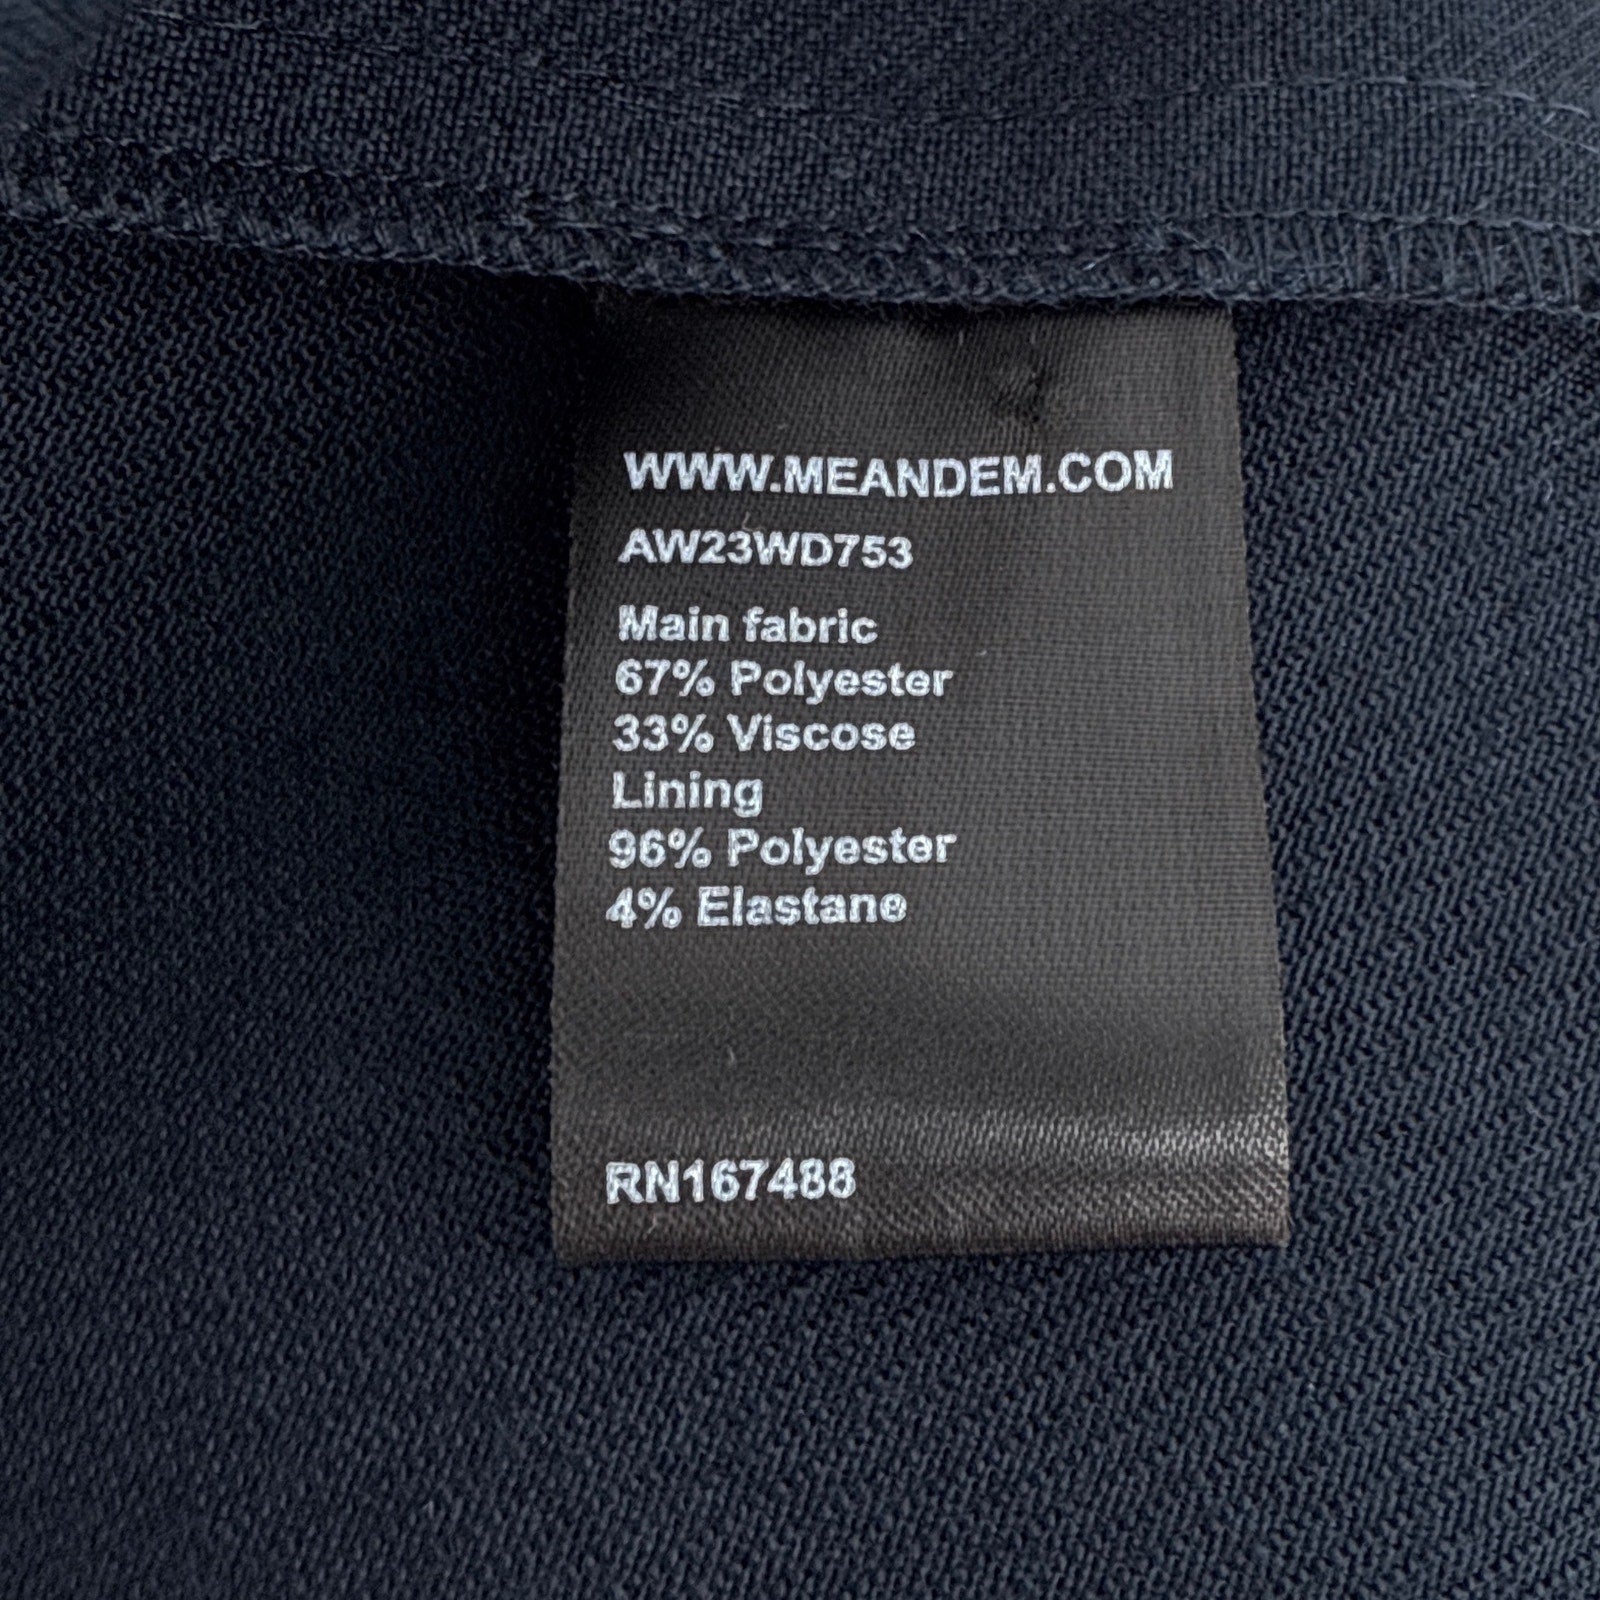 WWW.MEANDEM.COM
AW23WD753
Main fabric
67% Polyester
33% Viscose
Lining
96% Polyester
4% Elastane
RN167488